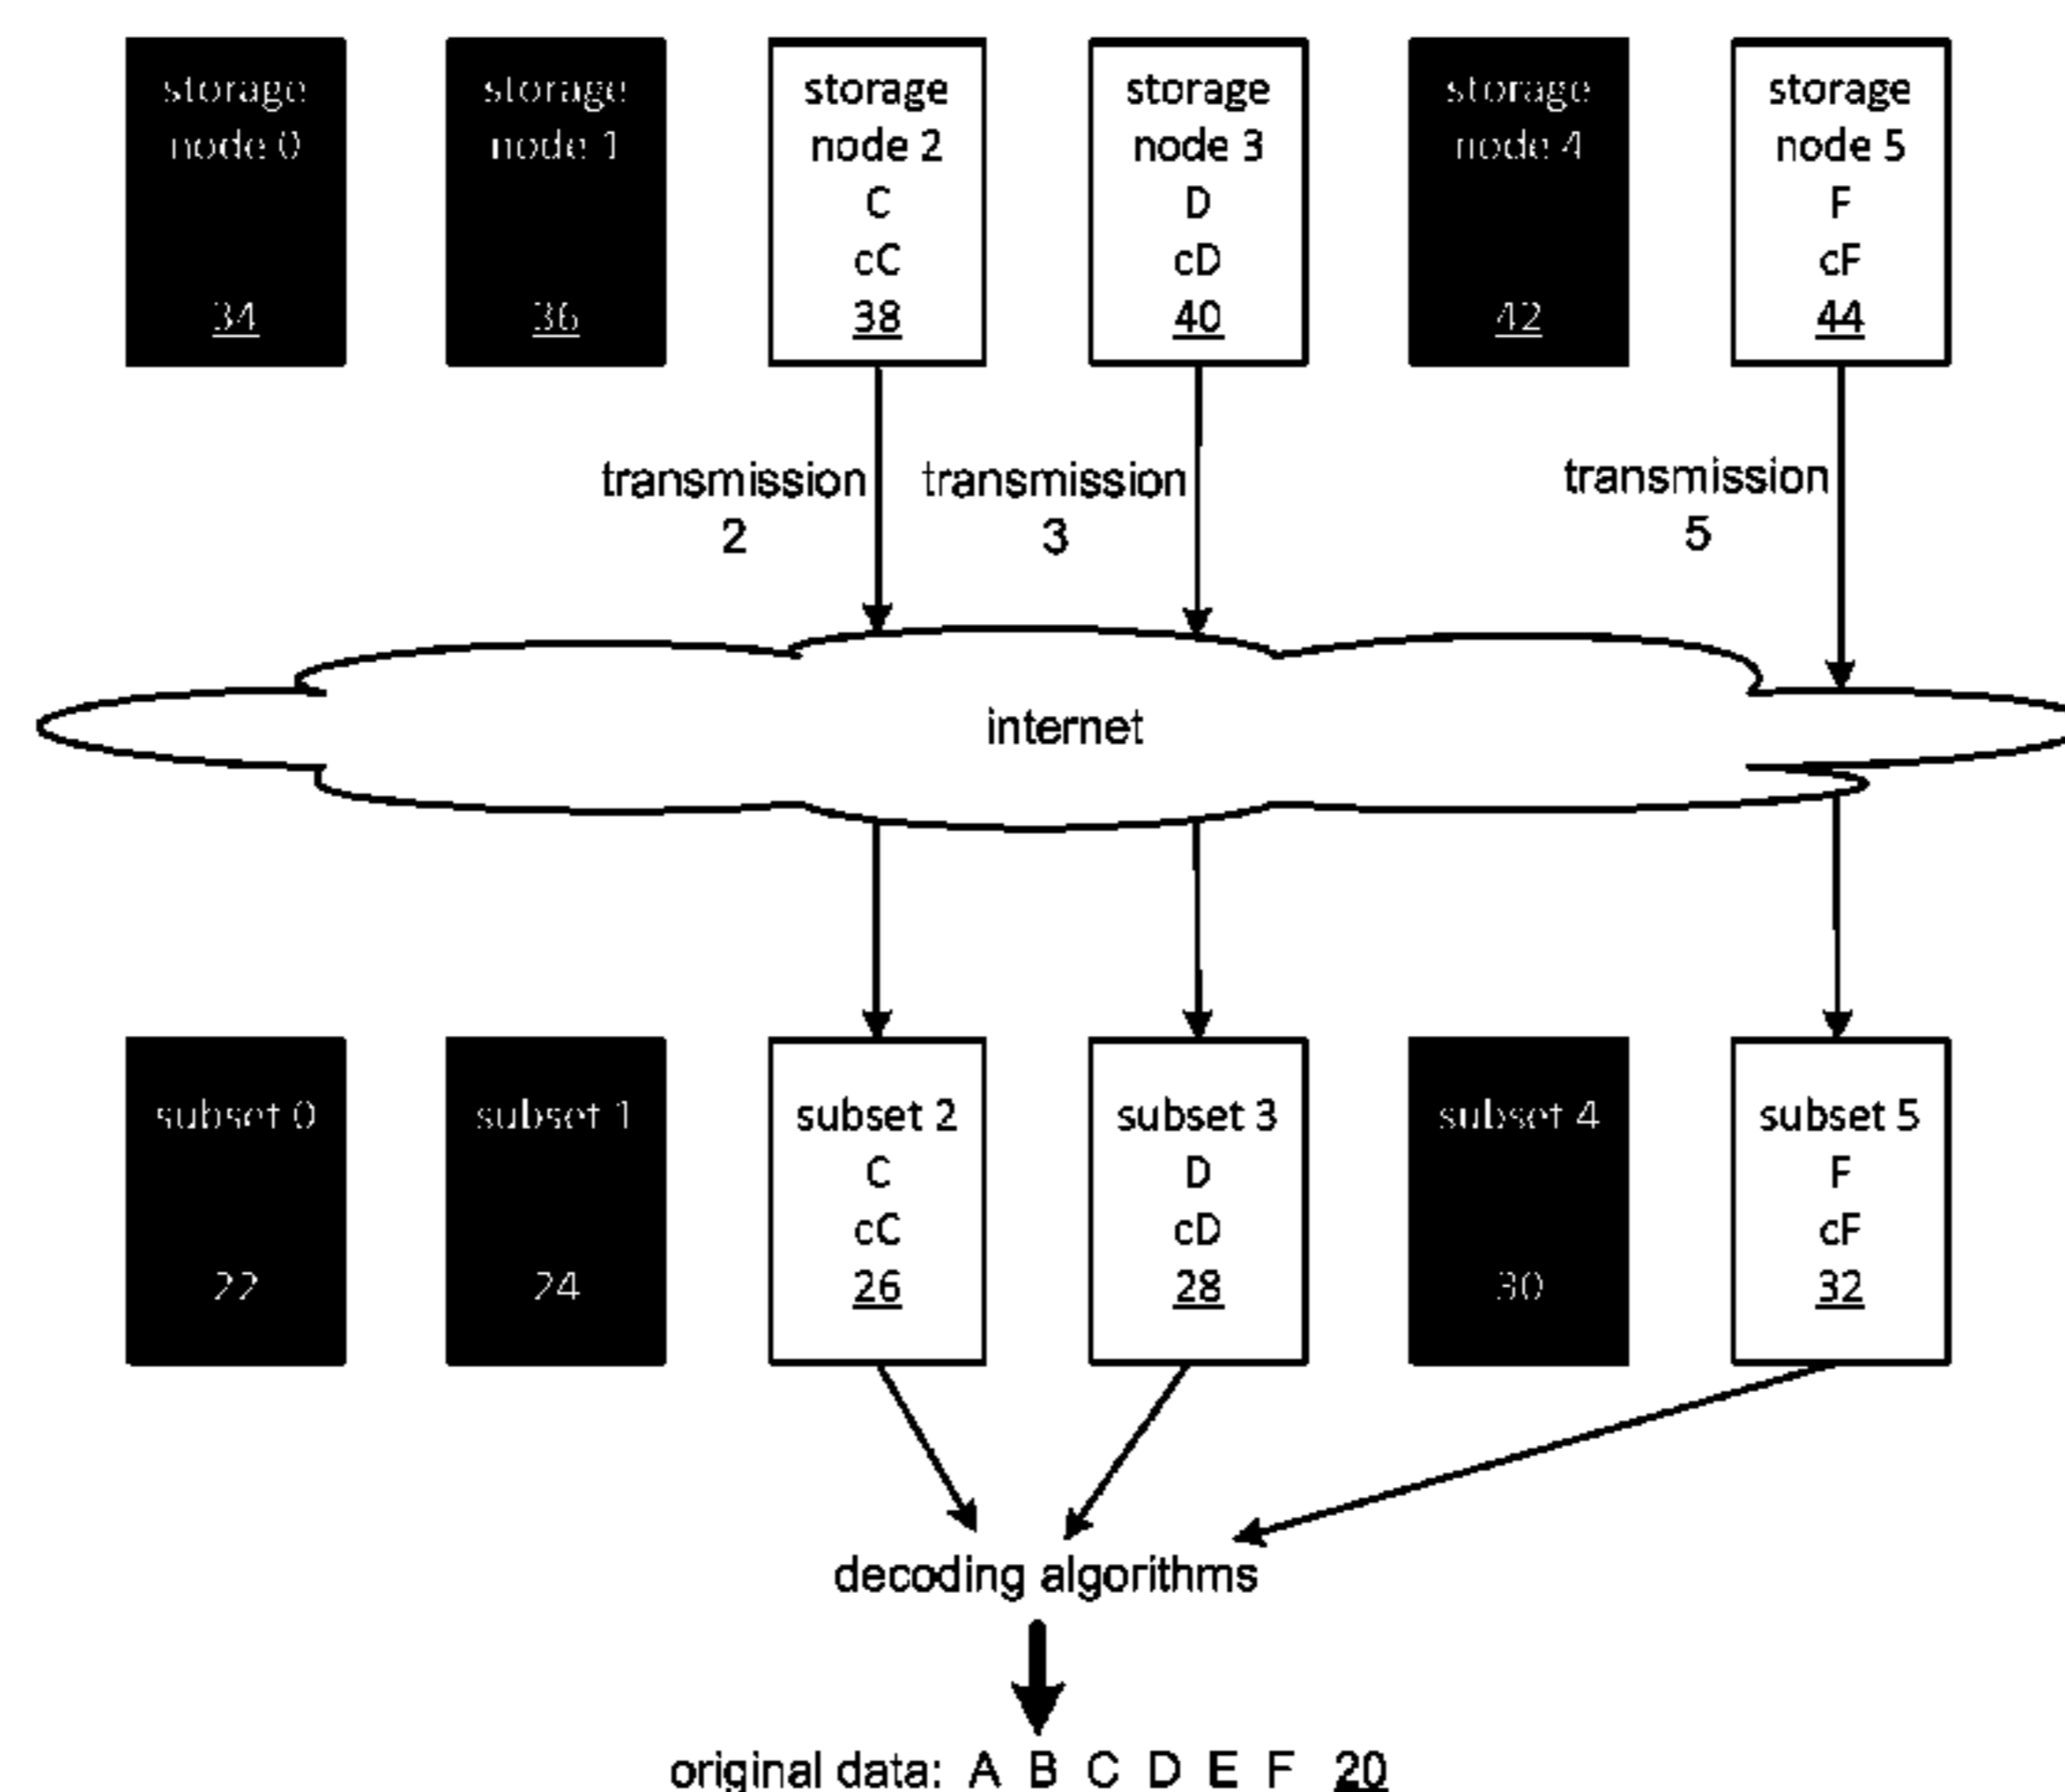 storage
node 0
34
storage
node 1
36
storage
node 2
C
cC
38
storage
node 3
D
cD
40
storage
node 4
42
storage
node 5
F
cF
44
transmission
2
transmission
3
transmission
5
internet
subset 0
22
subset 1
24
subset 2
C
cC
26
subset 3
D
cD
28
subset 4
30
subset 5
F
cF
32
decoding algorithms
original data: A B C D E F 20